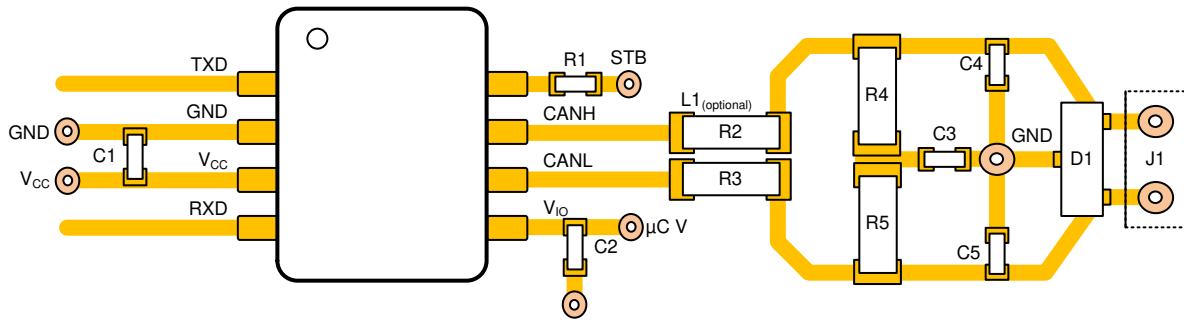 TXD
R1
STB
C4
R4
GND
GND
CANH
L1(optional)
R2
C1
C3
GND
D1
J1
VCC
VCC
CANL
R3
RXD
VIO
µC V
C2
R5
C5